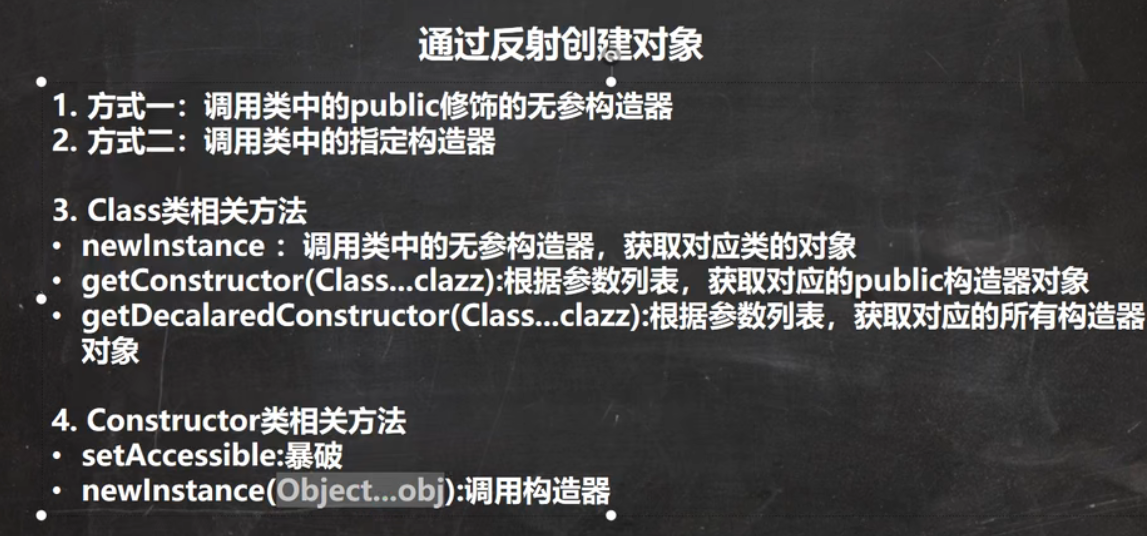 通过反射创建对象
1. 方式一：调用类中的public修饰的无参构造器
2. 方式二：调用类中的指定构造器
3. Class类相关方法
• newInstance ：调用类中的无参构造器，获取对应类的对象
• getConstructor(Class...clazz):根据参数列表，获取对应的public构造器对象
• getDecalaredConstructor(Class...clazz):根据参数列表，获取对应的所有构造器
对象
4. Constructor类相关方法
• setAccessible:暴破
• newInstance(Object...obj):调用构造器